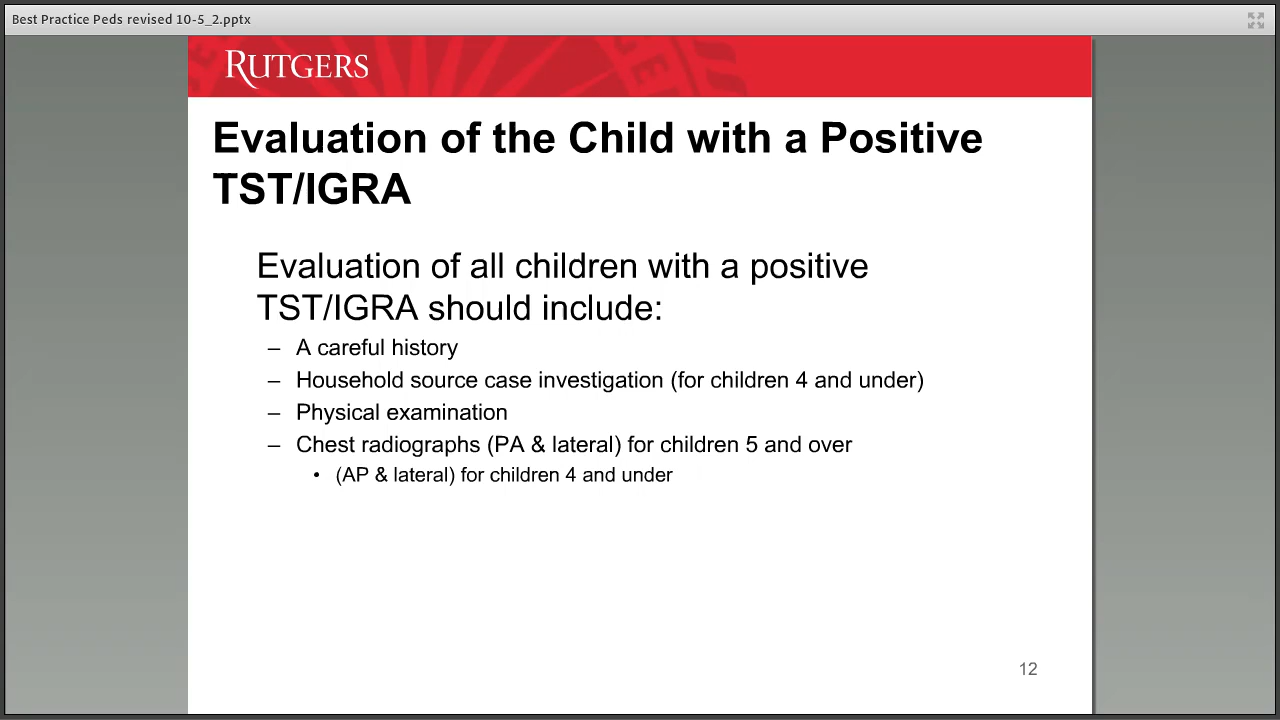 Best Practice Peds revised 10-5_2.pptx
RUTGERS
Evaluation of the Child with a Positive
TST/IGRA
Evaluation of all children with a positive
TST/IGRA should include:
– A careful history
– Household source case investigation (for children 4 and under)
– Physical examination
– Chest radiographs (PA & lateral) for children 5 and over
• (AP & lateral) for children 4 and under
12